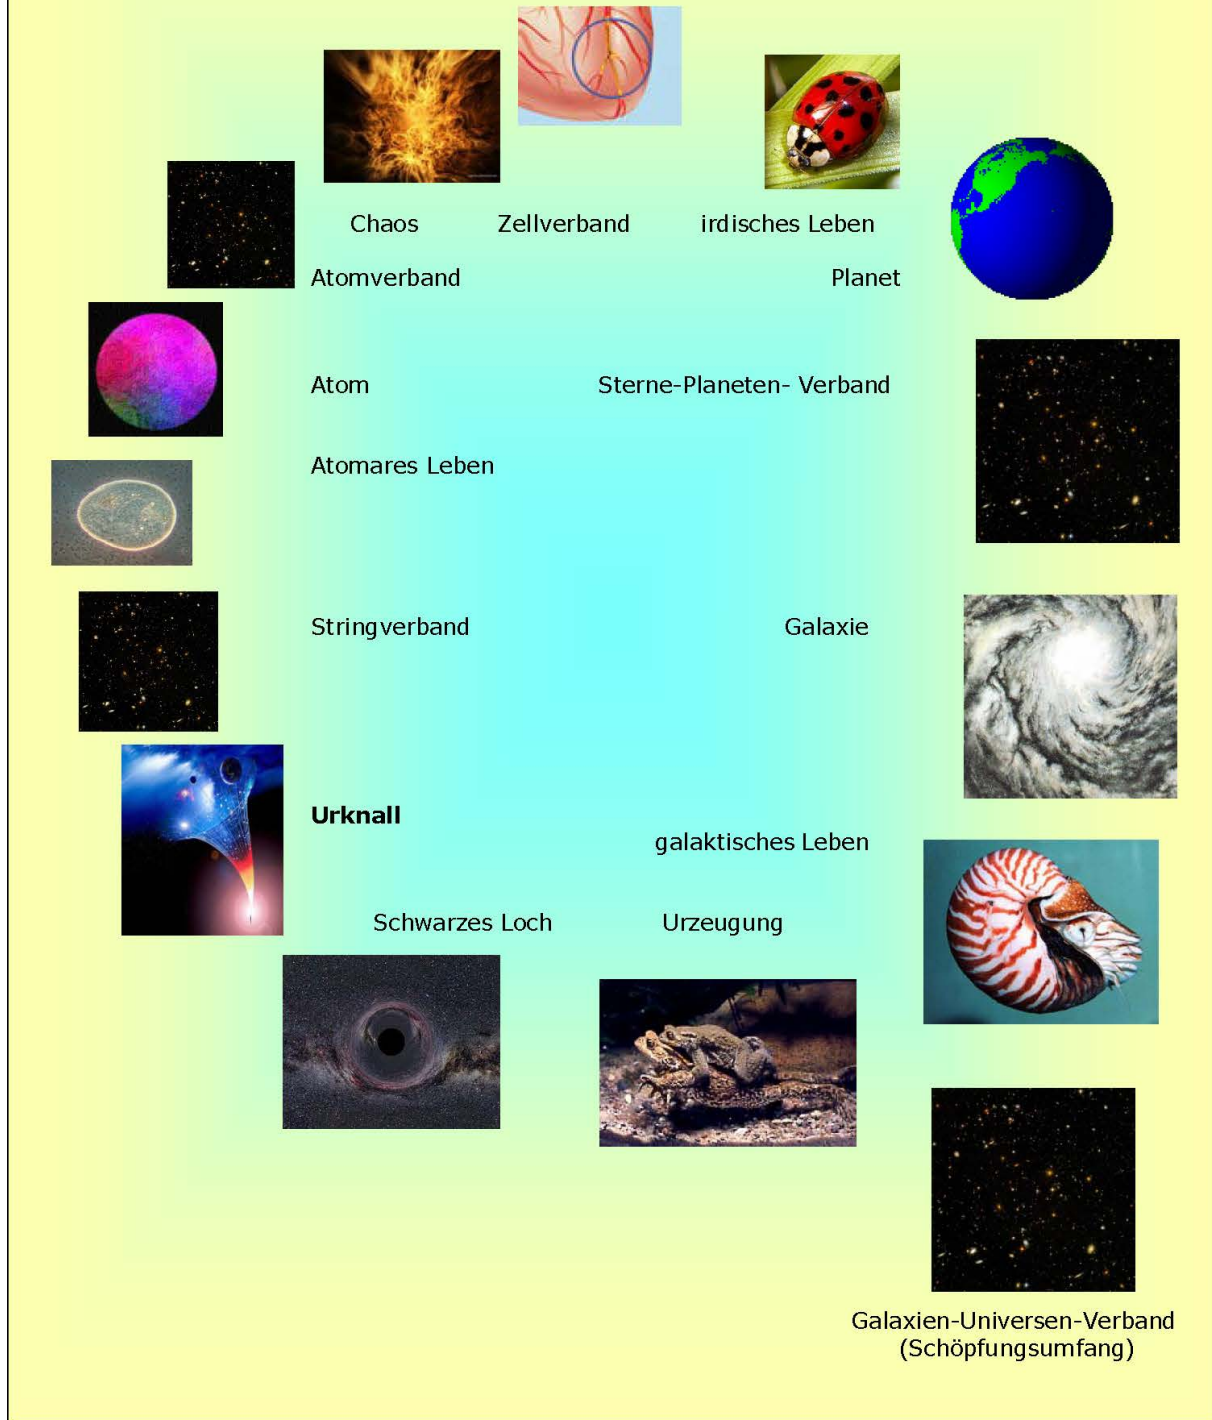 Chaos Zellverband irdisches Leben
Atomverband Planet
Atom Sterne-Planeten- Verband
Atomares Leben
Stringverband Galaxie
Urknall
galaktisches Leben
Schwarzes Loch Urzeugung
Galaxien-Universen-Verband
(Schöpfungsumfang)